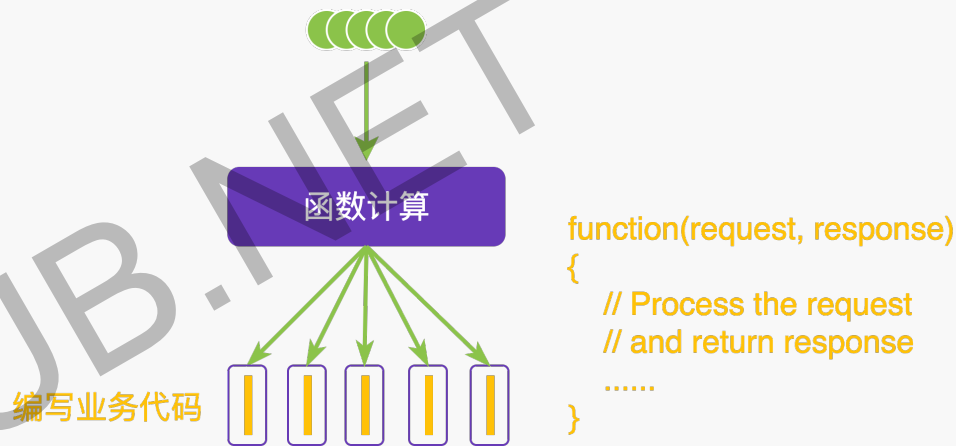 函数计算
function(request, response)
{
// Process the request
// and return response
......
}
编写业务代码
UB.NET